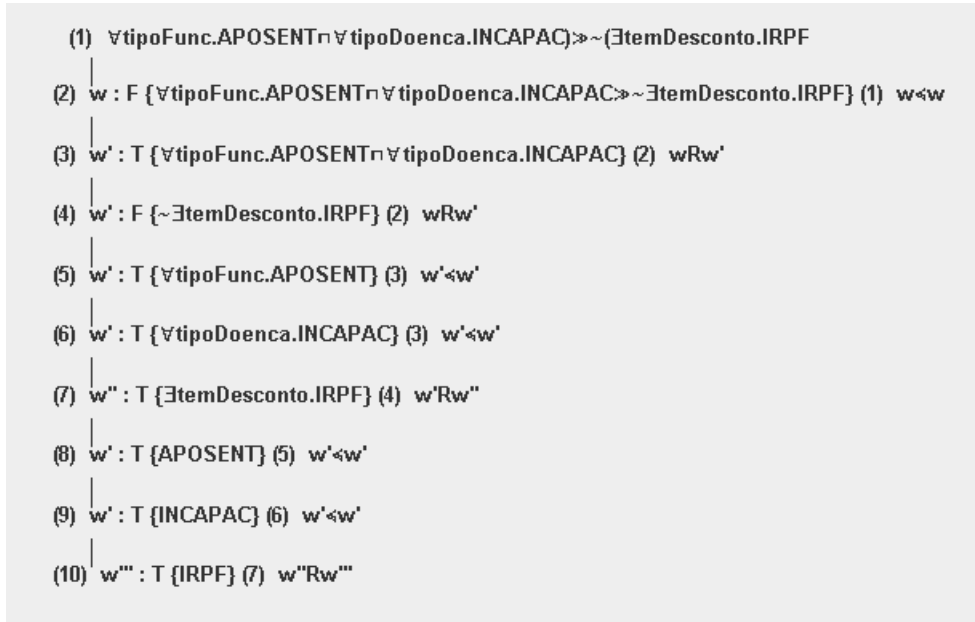 (1) ∀tipoFunc.APOSENT⊓∀tipoDoenca.INCAPAC)≫~(∃temDesconto.IRPF
(2) w : F {∀tipoFunc.APOSENT⊓∀tipoDoenca.INCAPAC≫~∃temDesconto.IRPF} (1) w≼w
(3) w' : T {∀tipoFunc.APOSENT⊓∀tipoDoenca.INCAPAC} (2) wRw'
(4) w' : F {~∃temDesconto.IRPF} (2) wRw'
(5) w' : T {∀tipoFunc.APOSENT} (3) w'≼w'
(6) w' : T {∀tipoDoenca.INCAPAC} (3) w'≼w'
(7) w'' : T {∃temDesconto.IRPF} (4) w'Rw''
(8) w' : T {APOSENT} (5) w'≼w'
(9) w' : T {INCAPAC} (6) w'≼w'
(10) w''' : T {IRPF} (7) w''Rw'''